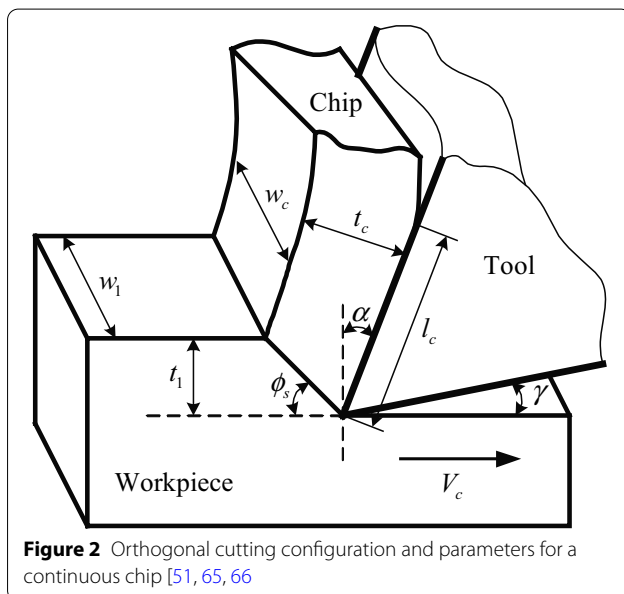 Chip
w_c
t_c
Tool
w_1
α
l_c
t_1
ϕ_s
γ
Workpiece
V_c
Figure 2 Orthogonal cutting configuration and parameters for a
continuous chip [51, 65, 66